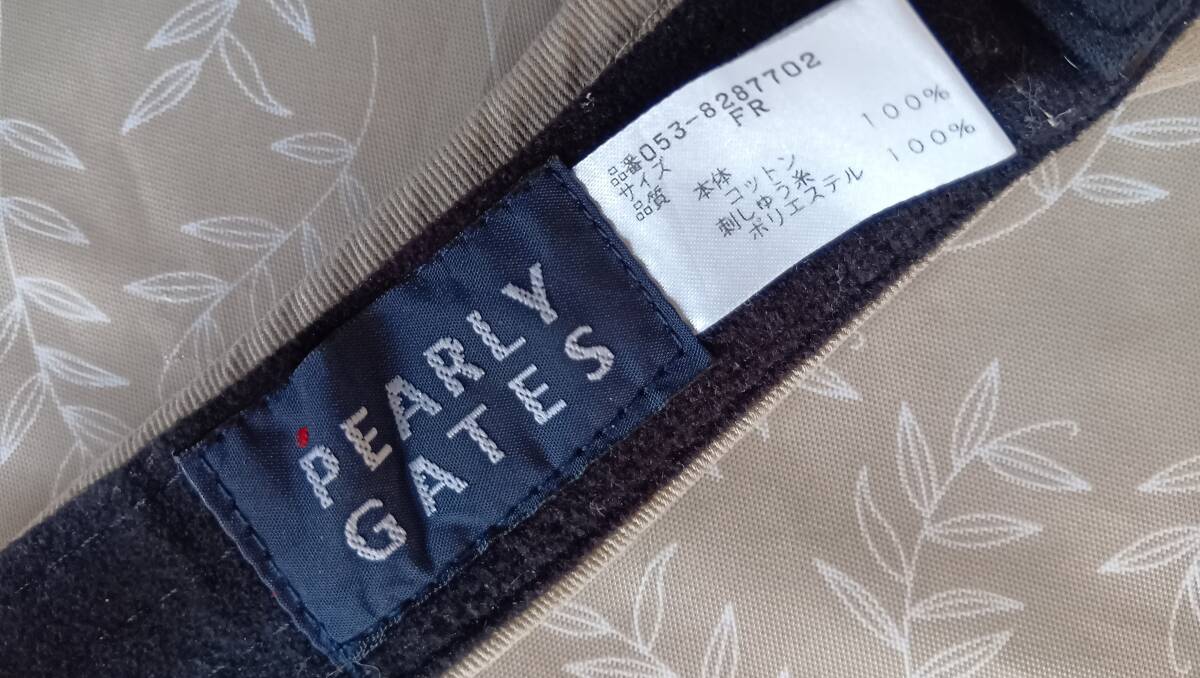 品番053-8287702
サイズ FR
品質 本体
コットン 100%
刺しゅう糸
ポリエステル 100%
PEARLY
GATES